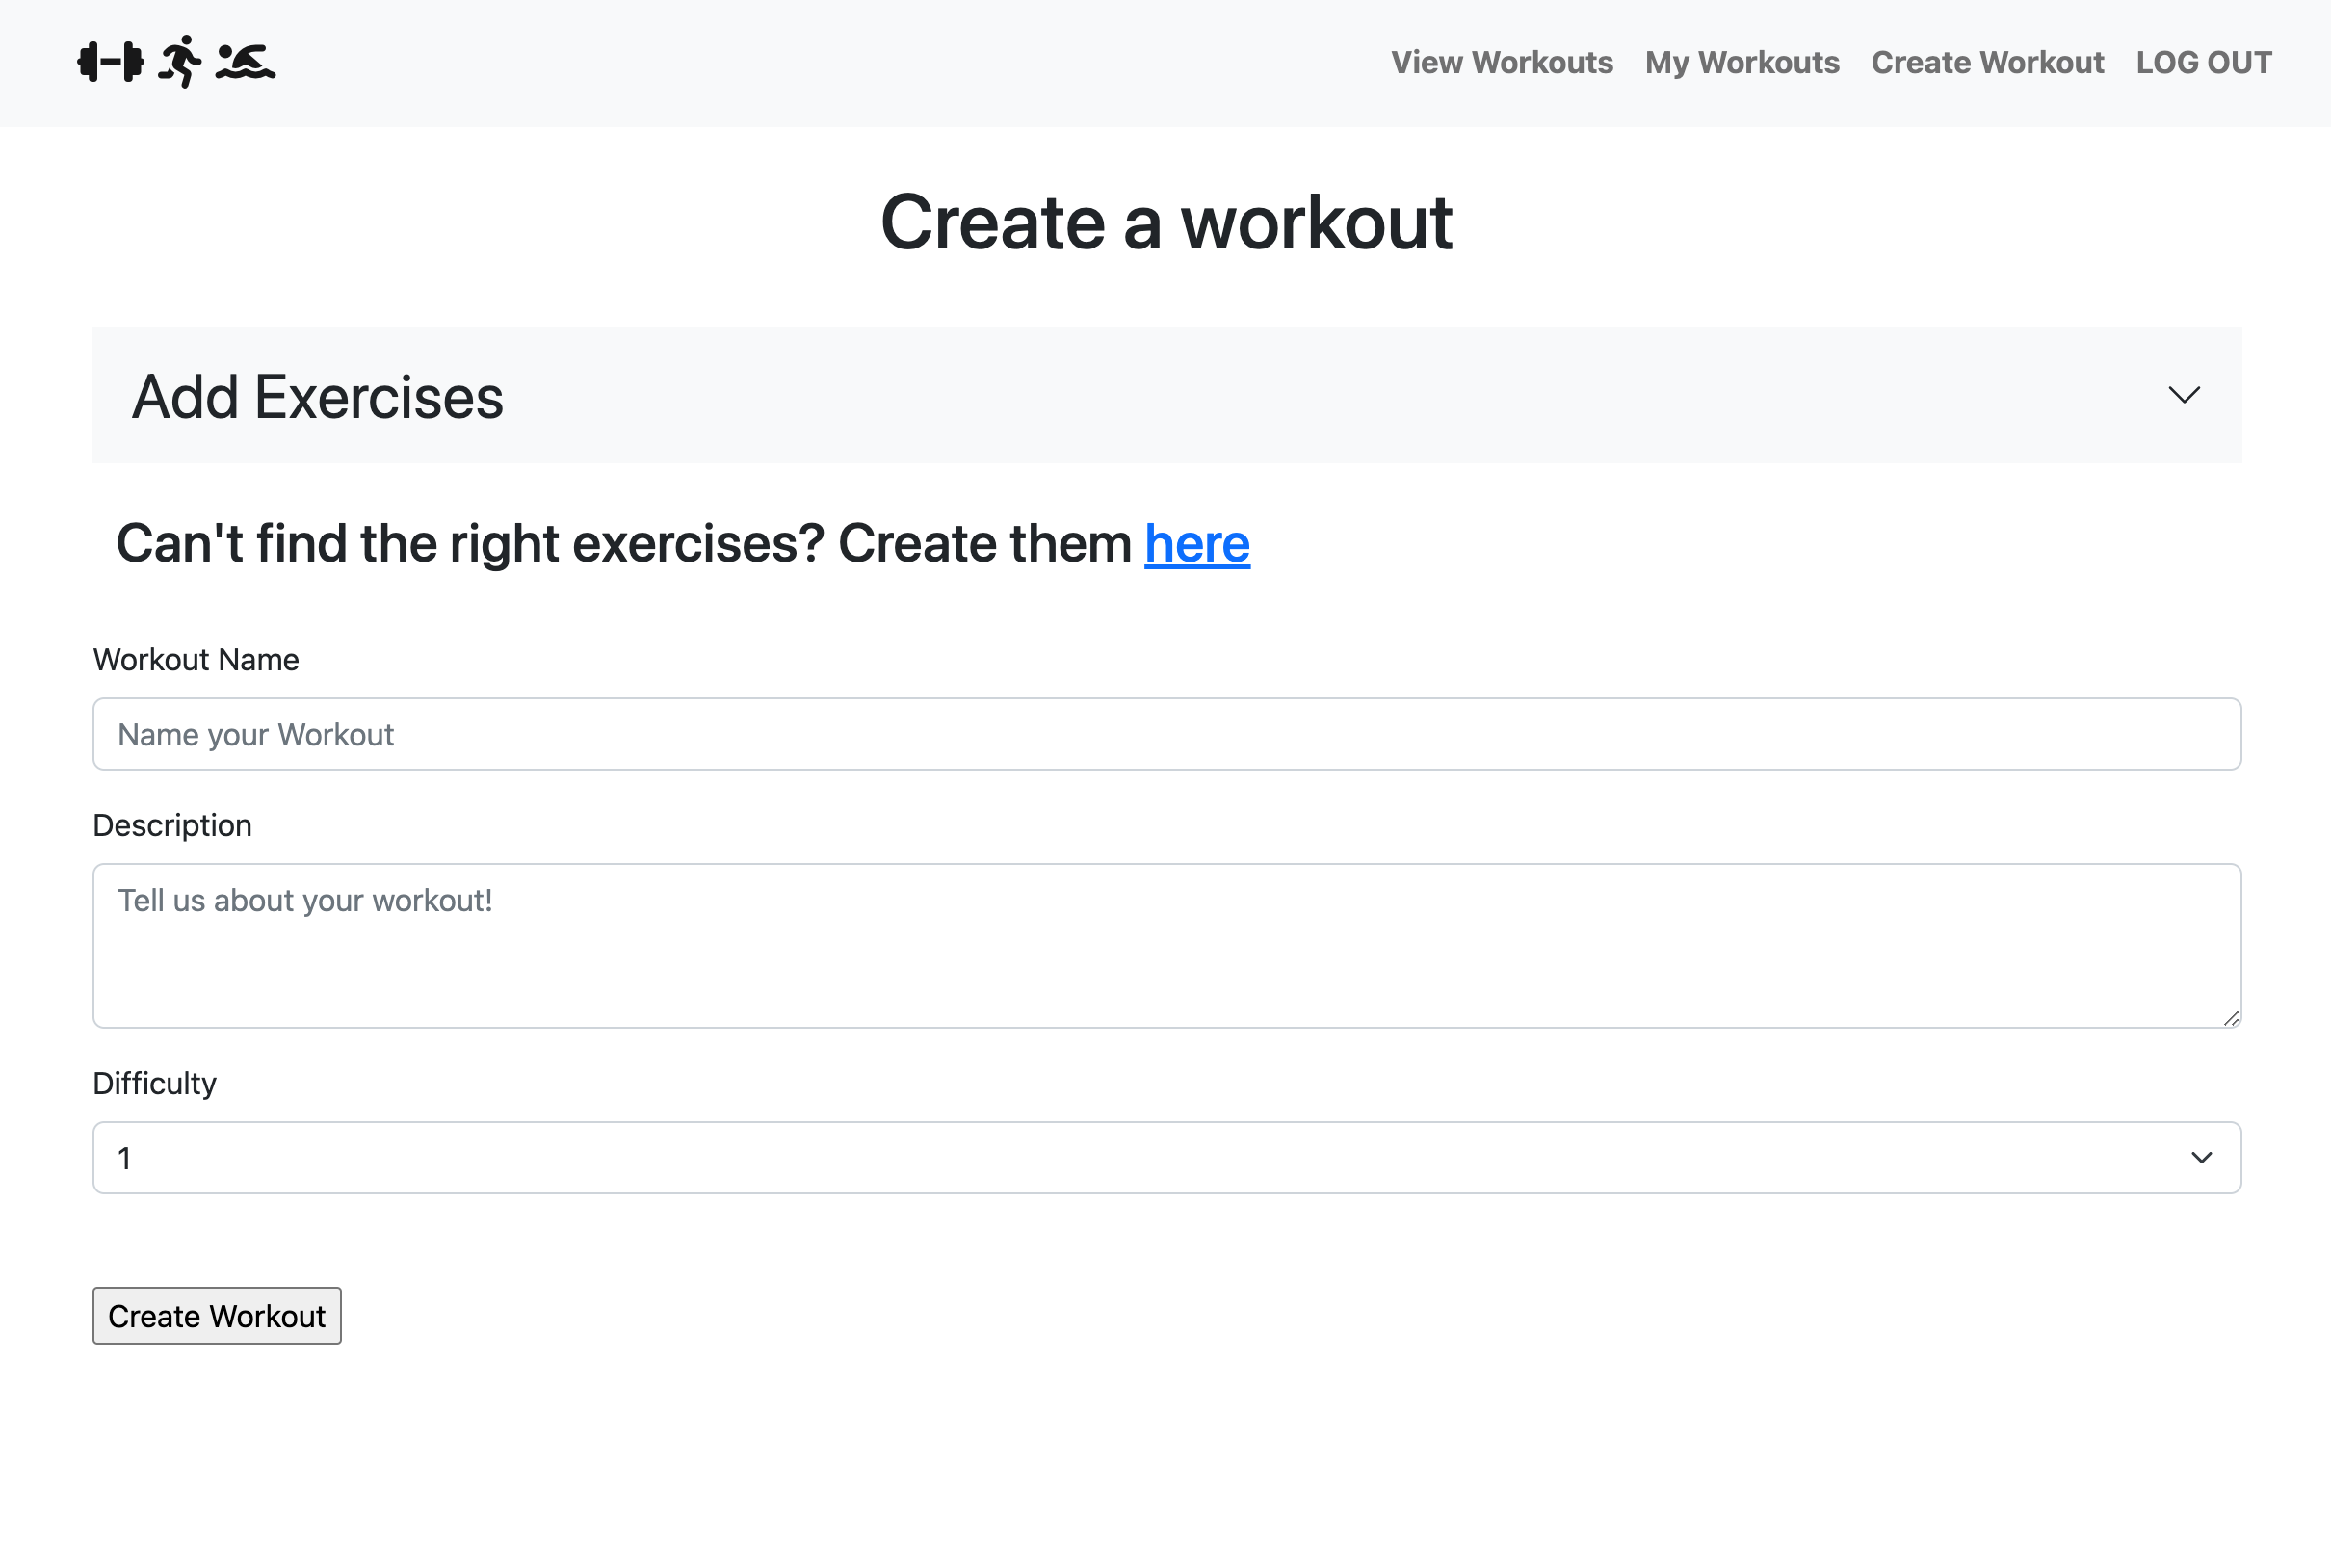 View Workouts My Workouts Create Workout LOG OUT
Create a workout
Add Exercises
Can't find the right exercises? Create them here
Workout Name
Name your Workout
Description
Tell us about your workout!
Difficulty
1
Create Workout